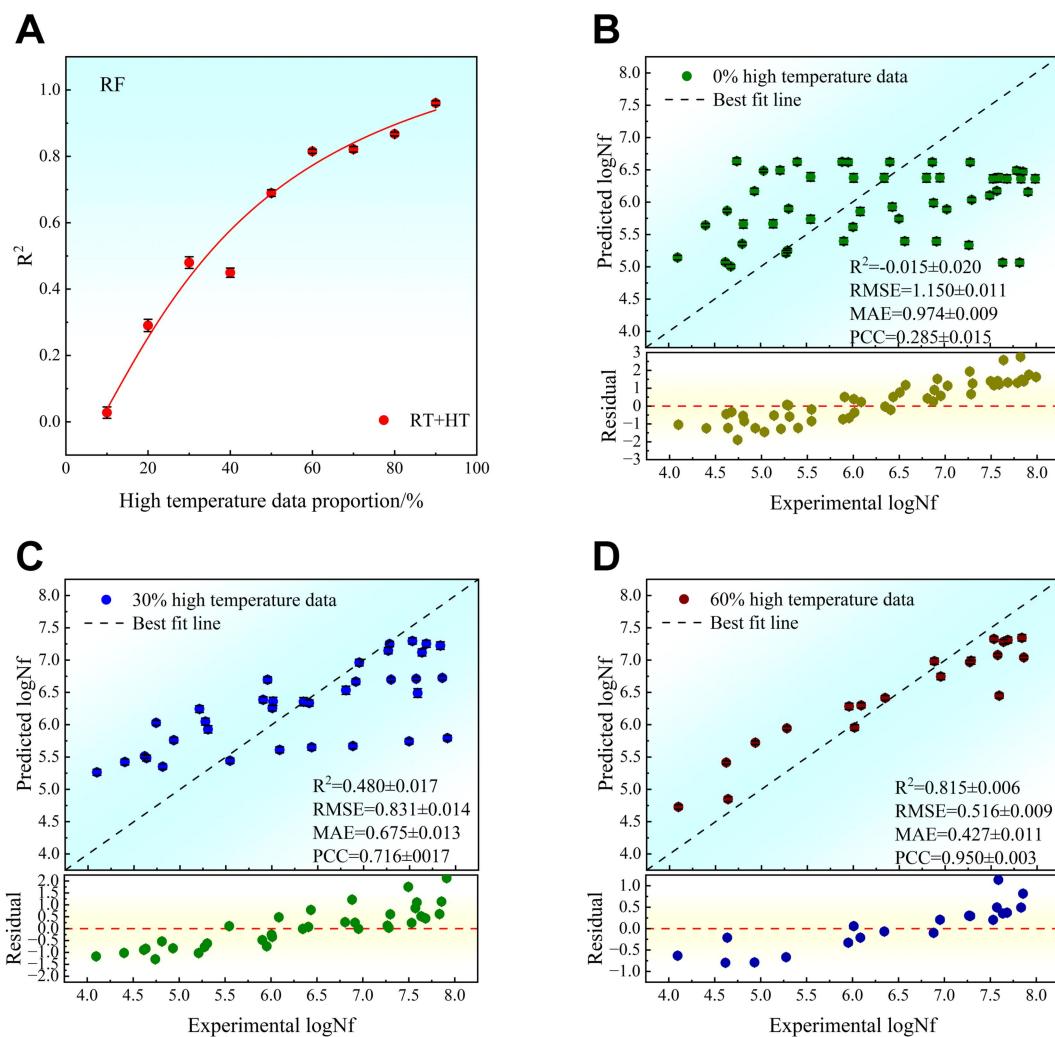 A
RF
1.0
0.8
0.6
0.4
0.2
0.0
R²
RT+HT
0 20 40 60 80 100
High temperature data proportion/%
B
0% high temperature data
Best fit line
8.0
7.5
7.0
6.5
6.0
5.5
5.0
4.5
4.0
Predicted logNf
R²=-0.015±0.020
RMSE=1.150±0.011
MAE=0.974±0.009
PCC=0.285±0.015
3
2
1
0
−1
−2
−3
Residual
4.0 4.5 5.0 5.5 6.0 6.5 7.0 7.5 8.0
Experimental logNf
C
30% high temperature data
Best fit line
8.0
7.5
7.0
6.5
6.0
5.5
5.0
4.5
4.0
Predicted logNf
R²=0.480±0.017
RMSE=0.831±0.014
MAE=0.675±0.013
PCC=0.716±0017
2.0
1.5
1.0
0.5
0.0
−0.5
−1.0
−1.5
−2.0
Residual
4.0 4.5 5.0 5.5 6.0 6.5 7.0 7.5 8.0
Experimental logNf
D
60% high temperature data
Best fit line
8.0
7.5
7.0
6.5
6.0
5.5
5.0
4.5
4.0
Predicted logNf
R²=0.815±0.006
RMSE=0.516±0.009
MAE=0.427±0.011
PCC=0.950±0.003
1.0
0.5
0.0
−0.5
−1.0
Residual
4.0 4.5 5.0 5.5 6.0 6.5 7.0 7.5 8.0
Experimental logNf